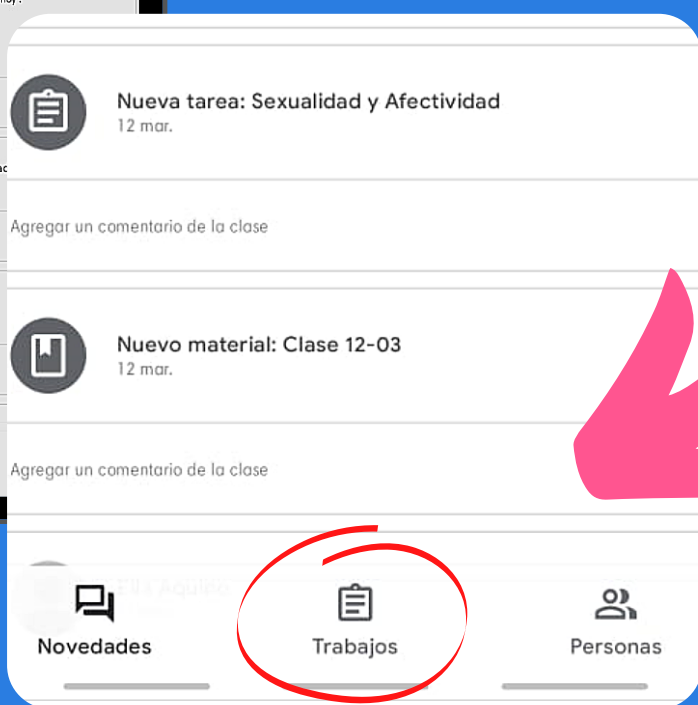 Nueva tarea: Sexualidad y Afectividad
12 mar.
Agregar un comentario de la clase
Nuevo material: Clase 12-03
12 mar.
Agregar un comentario de la clase
Novedades
Trabajos
Personas